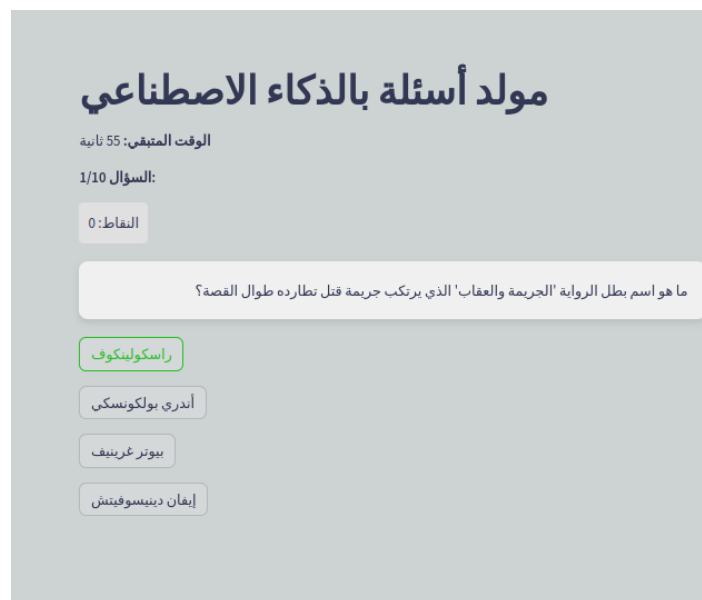 مولد أسئلة بالذكاء الاصطناعي
الوقت المتبقي: 55 ثانية
السؤال 1/10:
النقاط: 0
ما هو اسم بطل الرواية 'الجريمة والعقاب' الذي يرتكب جريمة قتل تطارده طوال القصة؟
راسكولينكوف
أندري بولكونسكي
بيوتر غرينيف
إيفان دينيسوفيتش